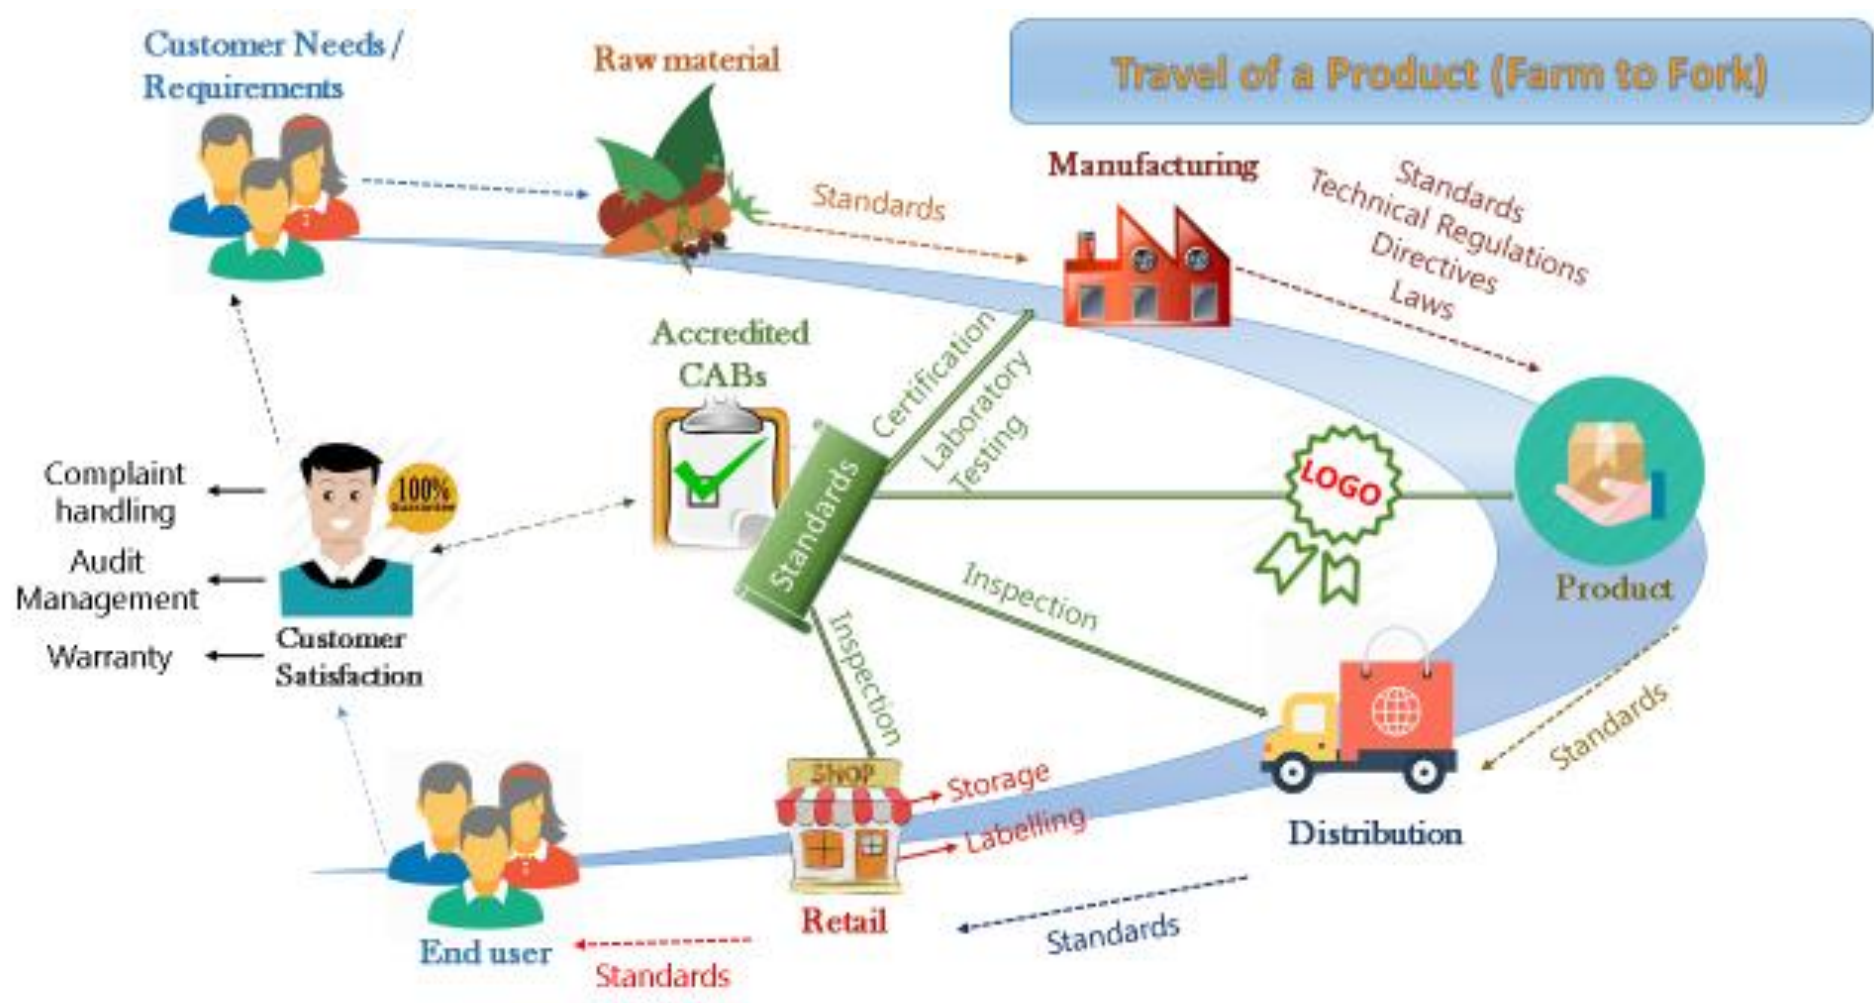 Travel of a Product (Farm to Fork)
Customer Needs /
Requirements
Raw material
Standards
Manufacturing
Standards
Technical Regulations
Directives
Laws
Accredited
CABs
Certification
Laboratory
Testing
Standards
LOGO
Product
Complaint
handling
Audit
Management
Warranty
100%
Guarantee
Customer
Satisfaction
Inspection
Inspection
Standards
SHOP
Storage
Labelling
Distribution
Retail
Standards
End user
Standards